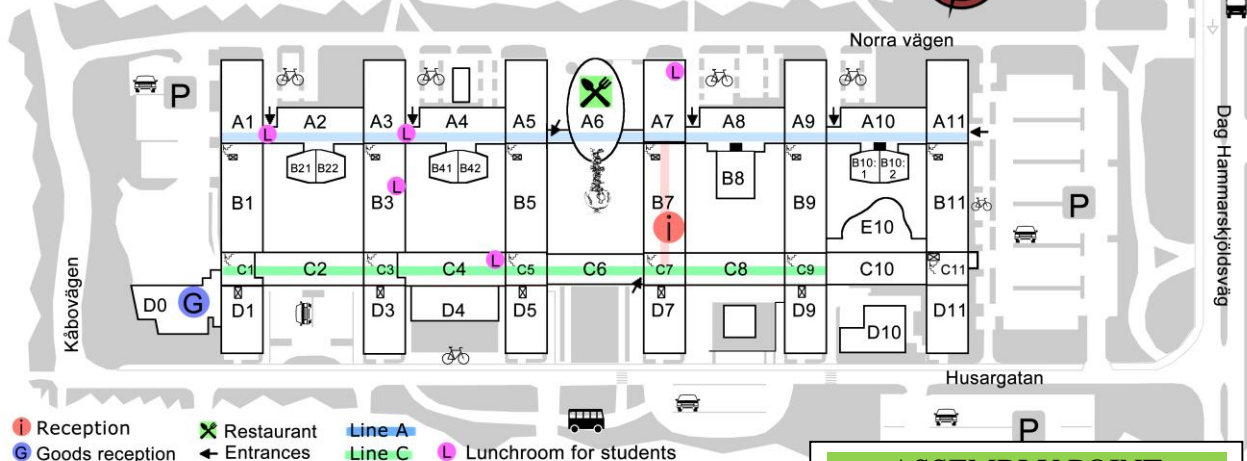 Norra vägen
P
L
A1 A2 A3 A4 A5 A6 A7 A8 A9 A10 A11
L L
B21 B22 B41 B42 B10:1 B10:2
B8
B1 L B3 B5 B7 B9 B11
P
i
E10
L
C1 C2 C3 C4 C5 C6 C7 C8 C9 C10 C11
D0 G D1 D3 D4 D5 D7 D9 D10 D11
Kåbovägen
Dag Hammarskjöldsväg
Husargatan
P
i Reception
Restaurant
Line A
G Goods reception
Entrances
Line C
L Lunchroom for students